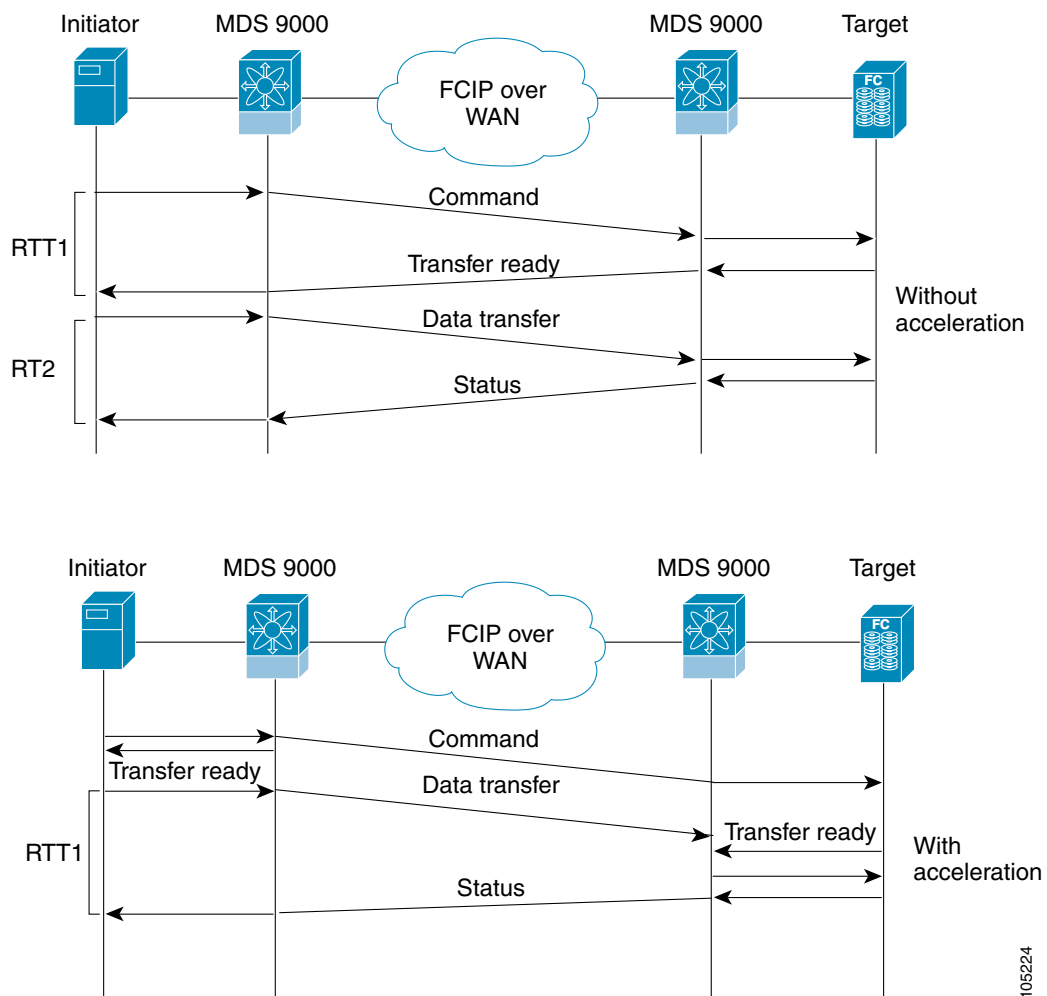 Initiator
MDS 9000
MDS 9000
Target
FCIP over
WAN
FC
Command
RTT1
Transfer ready
Without
acceleration
Data transfer
RT2
Status
Initiator
MDS 9000
MDS 9000
Target
FCIP over
WAN
FC
Command
Transfer ready
Data transfer
Transfer ready
RTT1
With
acceleration
Status
105224